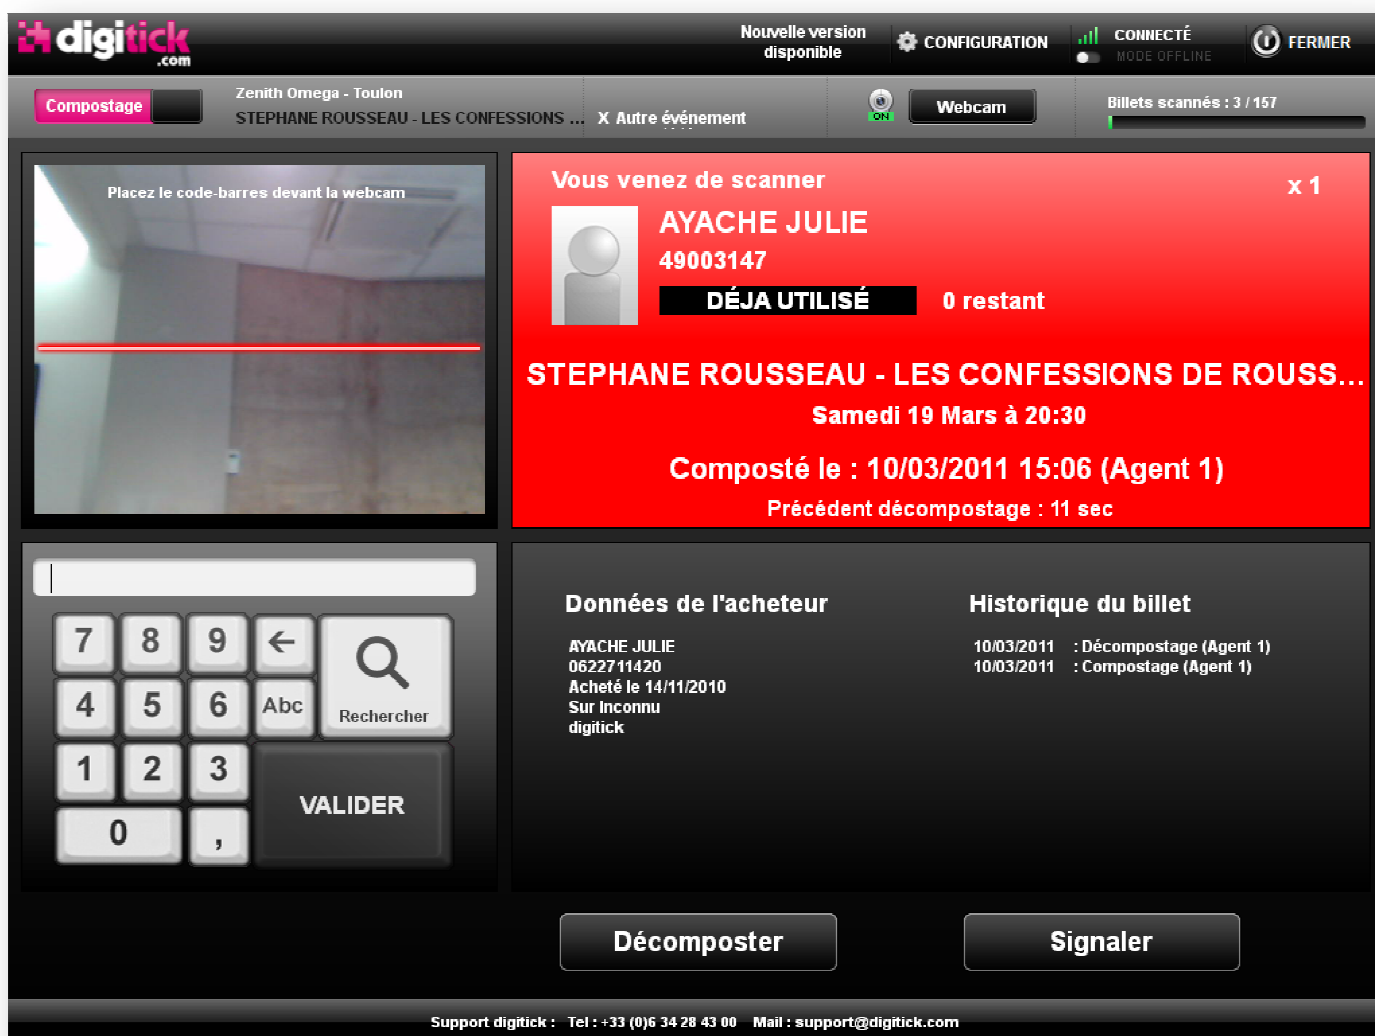 digitick
.com
Nouvelle version
disponible
CONFIGURATION
CONNECTÉ
MODE OFFLINE
FERMER
Compostage
Zenith Omega - Toulon
STEPHANE ROUSSEAU - LES CONFESSIONS ...
X Autre événement
ON
Webcam
Billets scannés : 3 / 157
Placez le code-barres devant la webcam
Vous venez de scanner
x 1
AYACHE JULIE
49003147
DÉJA UTILISÉ
0 restant
STEPHANE ROUSSEAU - LES CONFESSIONS DE ROUSS...
Samedi 19 Mars à 20:30
Composté le : 10/03/2011 15:06 (Agent 1)
Précédent décompostage : 11 sec
7 8 9 ←
4 5 6 Abc
Rechercher
1 2 3
VALIDER
0 ,
Données de l'acheteur
AYACHE JULIE
0622711420
Acheté le 14/11/2010
Sur Inconnu
digitick
Historique du billet
10/03/2011 : Décompostage (Agent 1)
10/03/2011 : Compostage (Agent 1)
Décomposter
Signaler
Support digitick : Tel : +33 (0)6 34 28 43 00 Mail : support@digitick.com